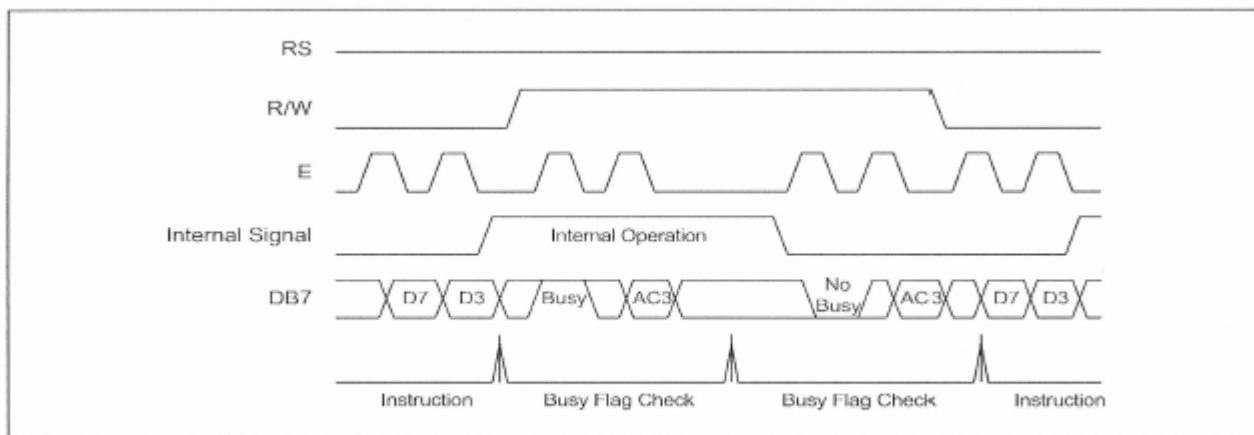 RS
R/W
E
Internal Signal
Internal Operation
DB7
D7
D3
Busy
AC3
No
Busy
AC3
D7
D3
Instruction
Busy Flag Check
Busy Flag Check
Instruction